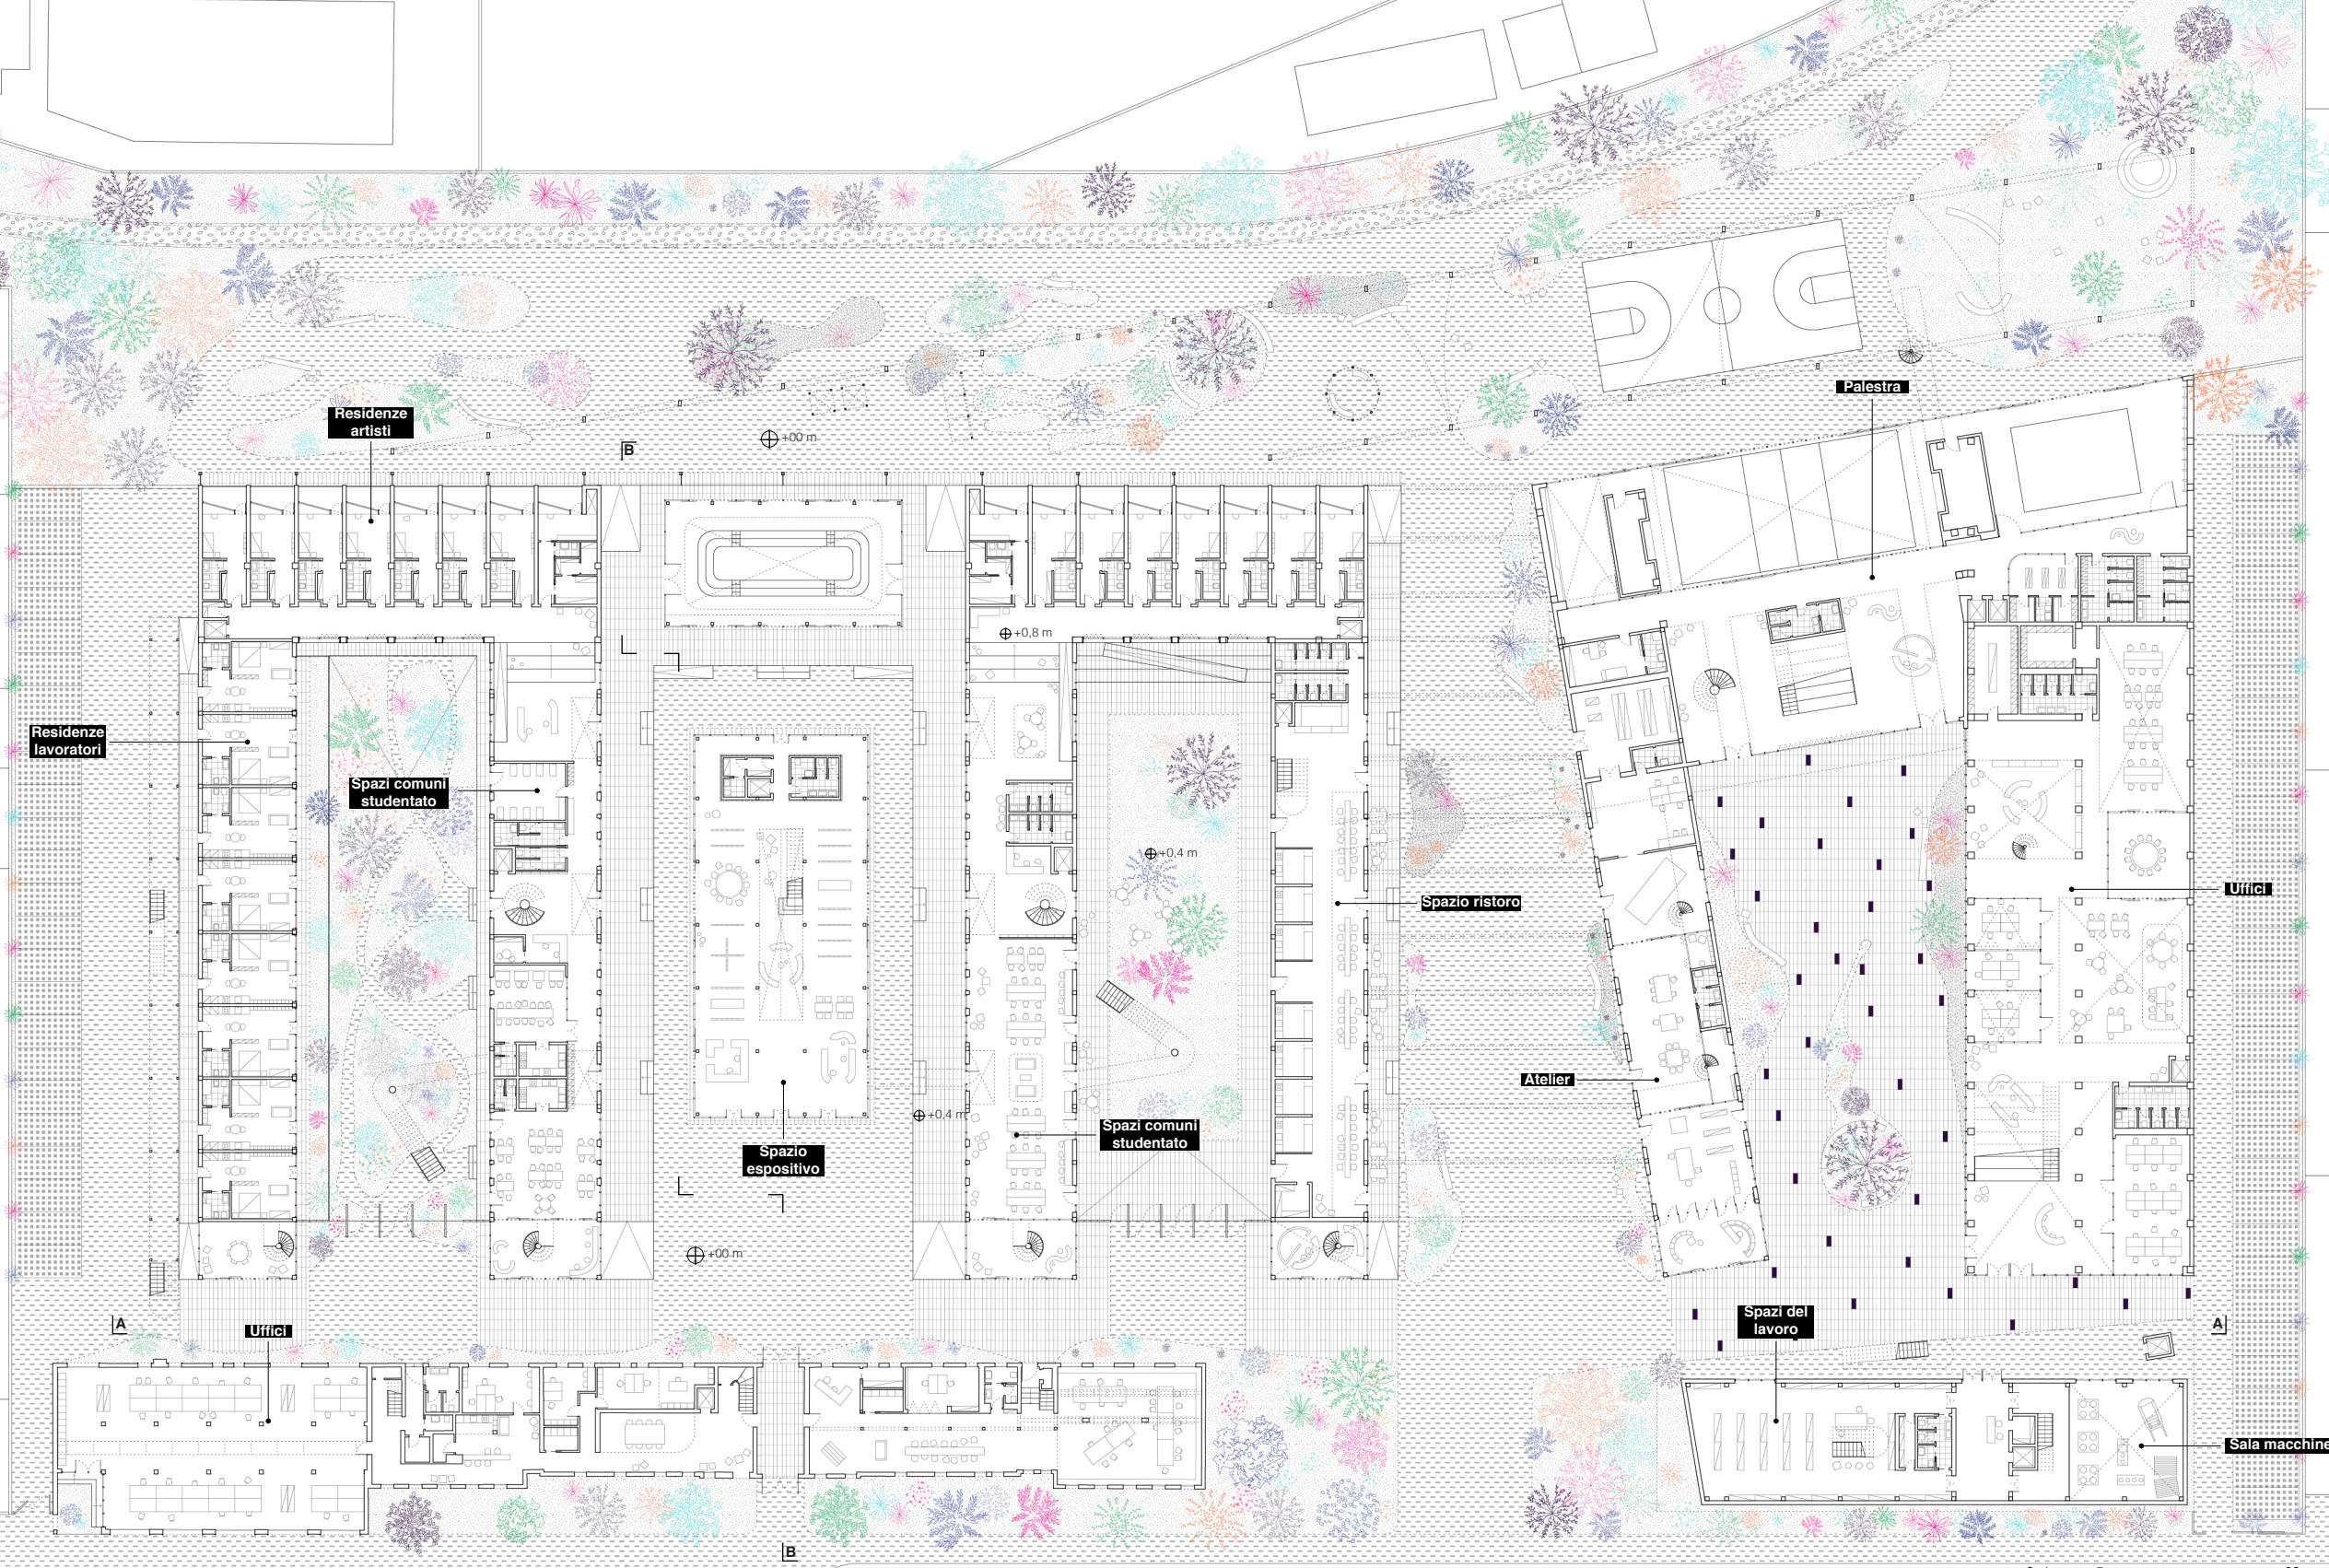 Palestra
Residenze
artisti
B
+00 m
+0,8 m
Residenze
lavoratori
Spazi comuni
studentato
+0,4 m
Uffici
Spazio ristoro
Atelier
+0,4 m
Spazi comuni
studentato
Spazio
espositivo
+00 m
A
Uffici
Spazi del
lavoro
A
Sala macchine
B